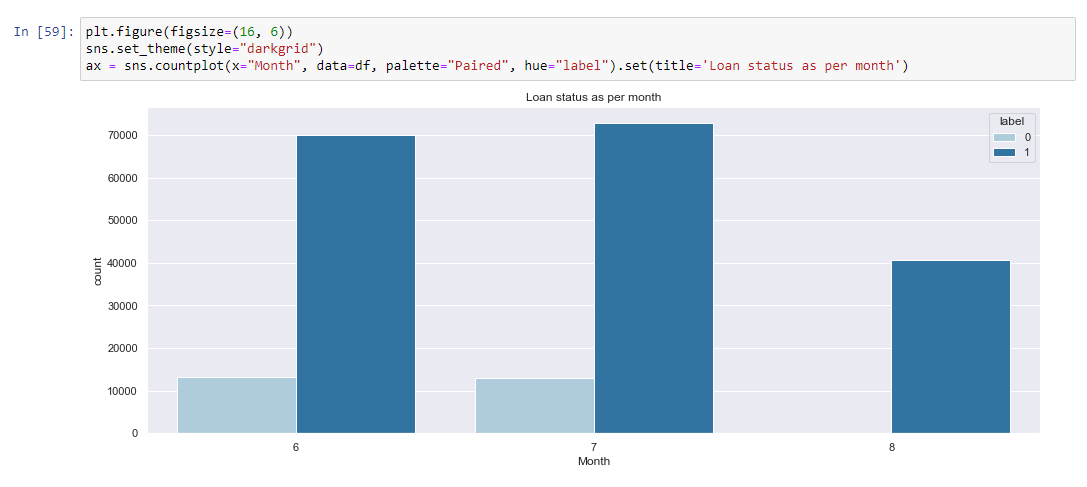 In [59]:
plt.figure(figsize=(16, 6))
sns.set_theme(style="darkgrid")
ax = sns.countplot(x="Month", data=df, palette="Paired", hue="label").set(title='Loan status as per month')
Loan status as per month
label
0
1
70000
60000
50000
40000
30000
20000
10000
0
count
6 7 8
Month